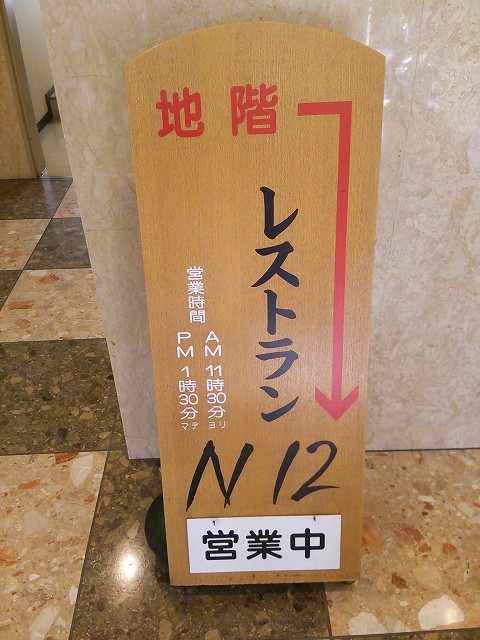 地階
レストラン
営業時間
AM 11時30分ヨリ
PM 1時30分マデ
N 12
営業中